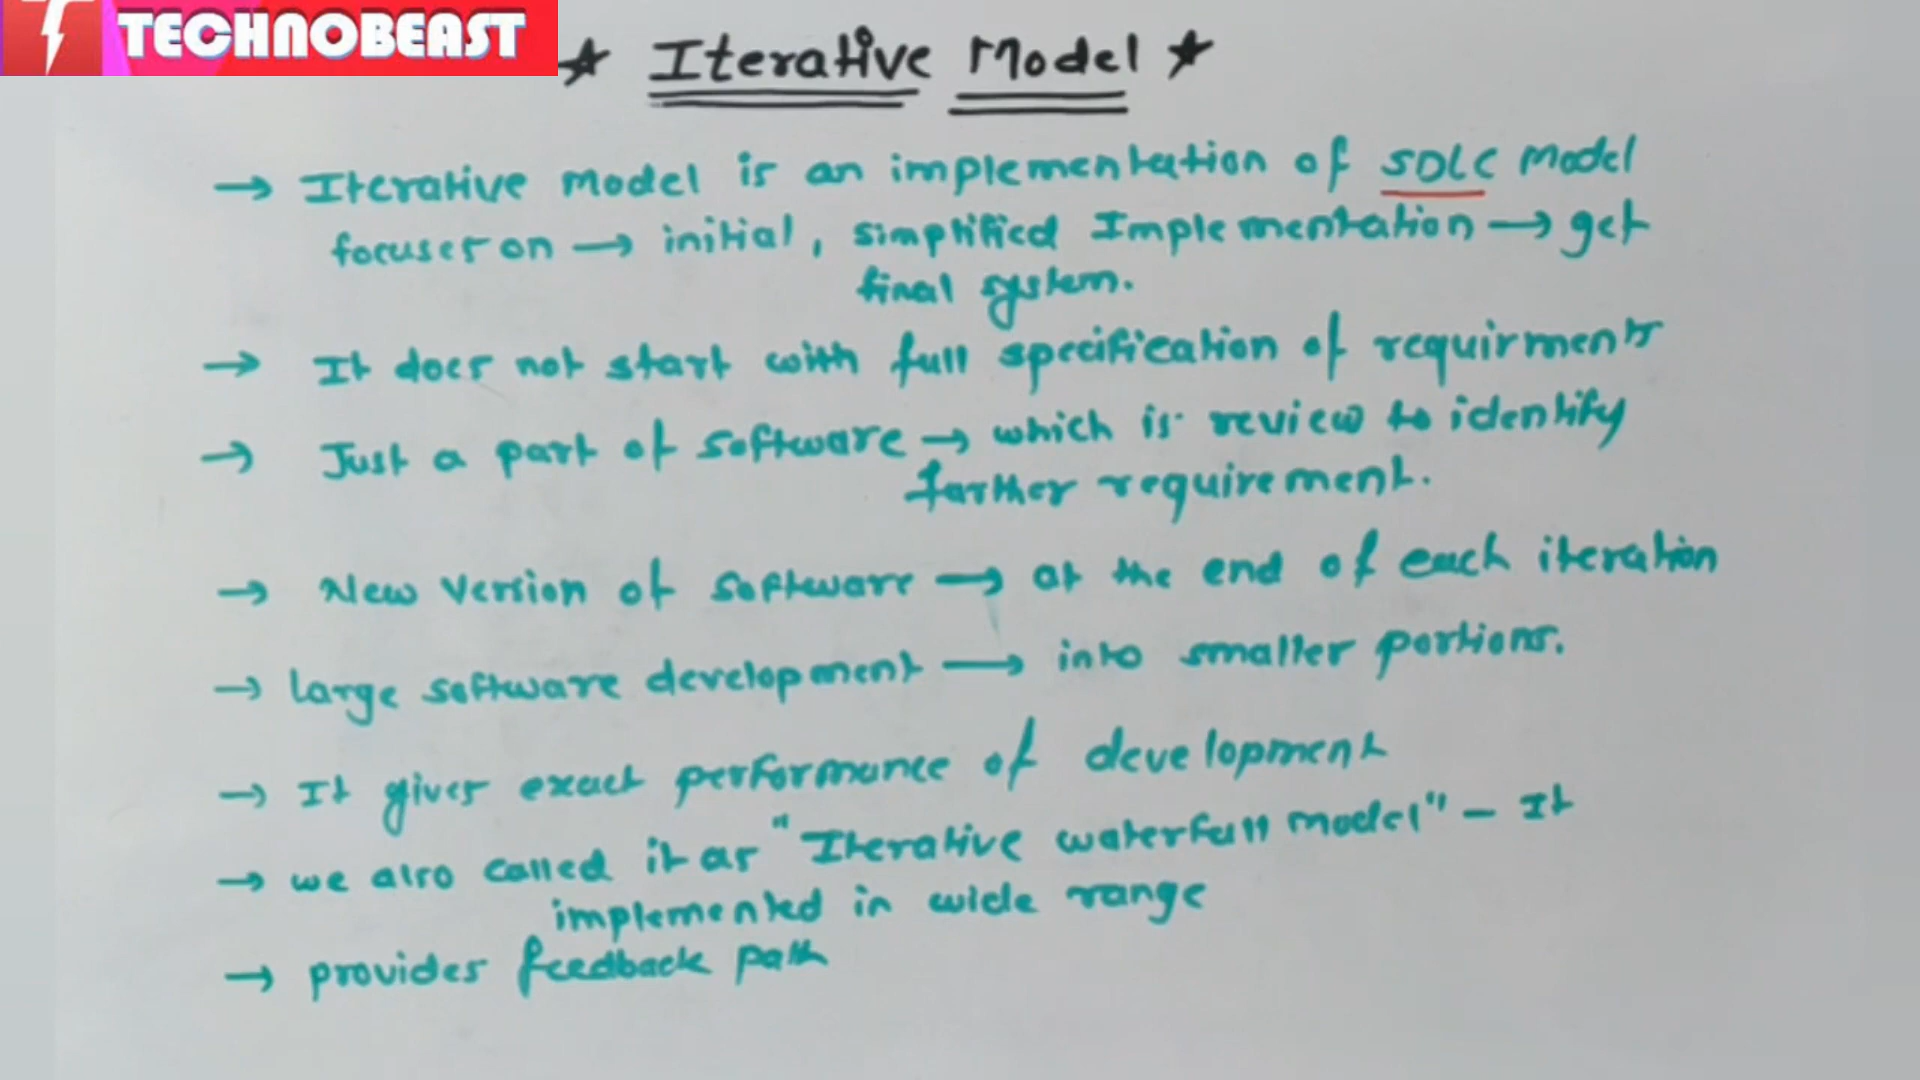 TECHNOBEAST
★ Iterative Model ★
→ Iterative Model is an implementation of SDLC Model
focuses on → initial, simplified Implementation → get
final system.
→ It does not start with full specification of requirments
→ Just a part of software → which is review to identify
farther requirement.
→ New Version of software → at the end of each iteration
→ Large software development → into smaller portions.
→ It gives exact performance of development
→ we also called it as "Iterative waterfall model" - It
implemented in wide range
→ provides feedback path